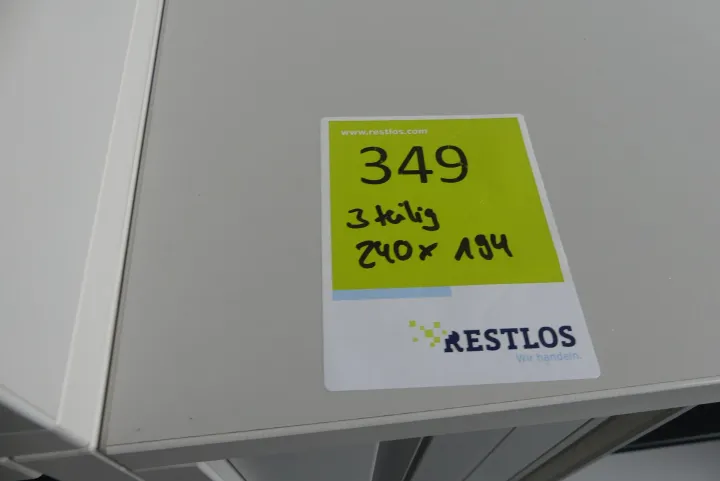 www.restlos.com
349
3 teilig
240 x 194
RESTLOS
Wir handeln.